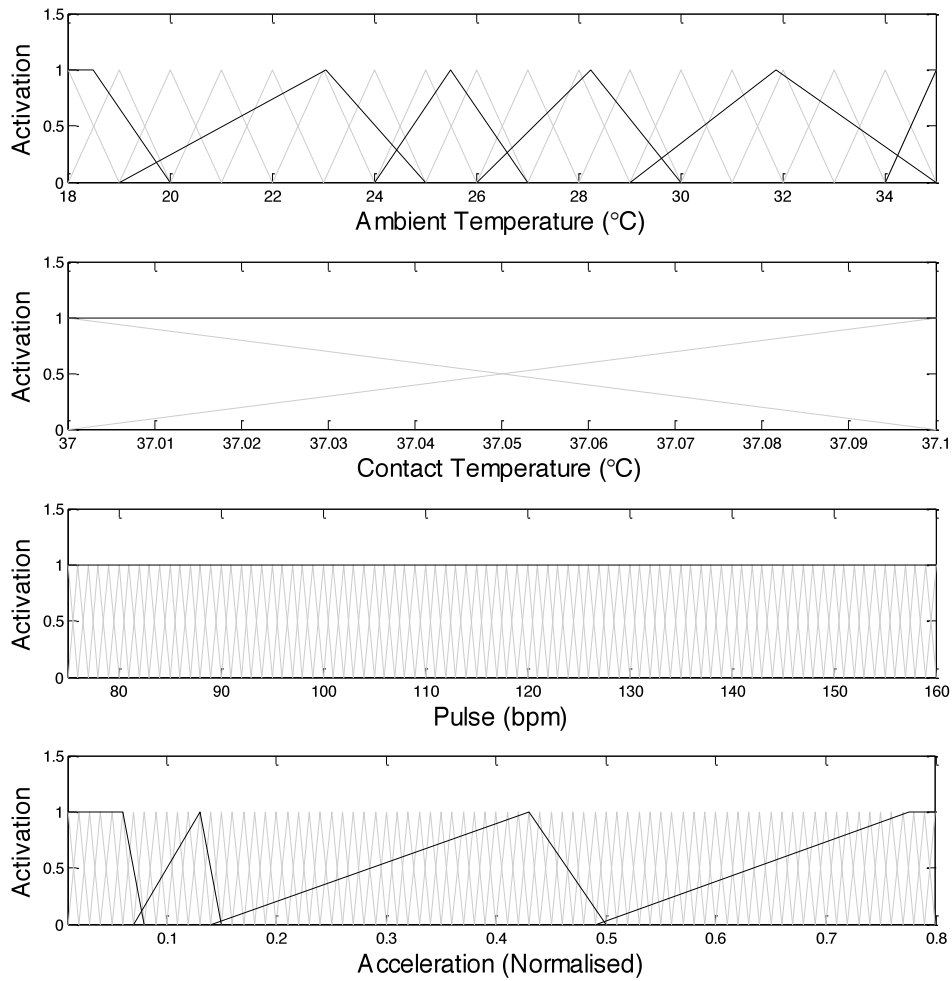 1.5
1
0.5
0
Activation
18 20 22 24 26 28 30 32 34
Ambient Temperature (°C)
1.5
1
0.5
0
Activation
37 37.01 37.02 37.03 37.04 37.05 37.06 37.07 37.08 37.09 37.1
Contact Temperature (°C)
1.5
1
0.5
0
Activation
80 90 100 110 120 130 140 150 160
Pulse (bpm)
1.5
1
0.5
0
Activation
0.1 0.2 0.3 0.4 0.5 0.6 0.7 0.8
Acceleration (Normalised)